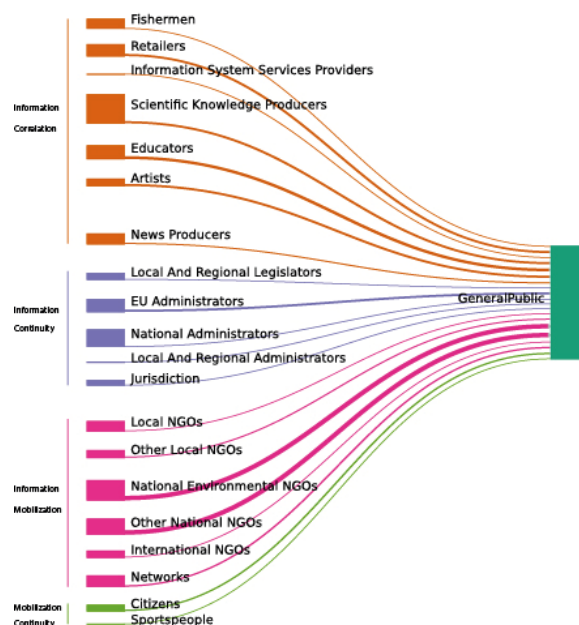 Fishermen
Retailers
Information System Services Providers
Scientific Knowledge Producers
Information
Correlation
Educators
Artists
News Producers
Local And Regional Legislators
GeneralPublic
EU Administrators
Information
Continuity
National Administrators
Local And Regional Administrators
Jurisdiction
Local NGOs
Other Local NGOs
National Environmental NGOs
Information
Mobilization
Other National NGOs
International NGOs
Networks
Citizens
Mobilization
Continuity
Sportspeople